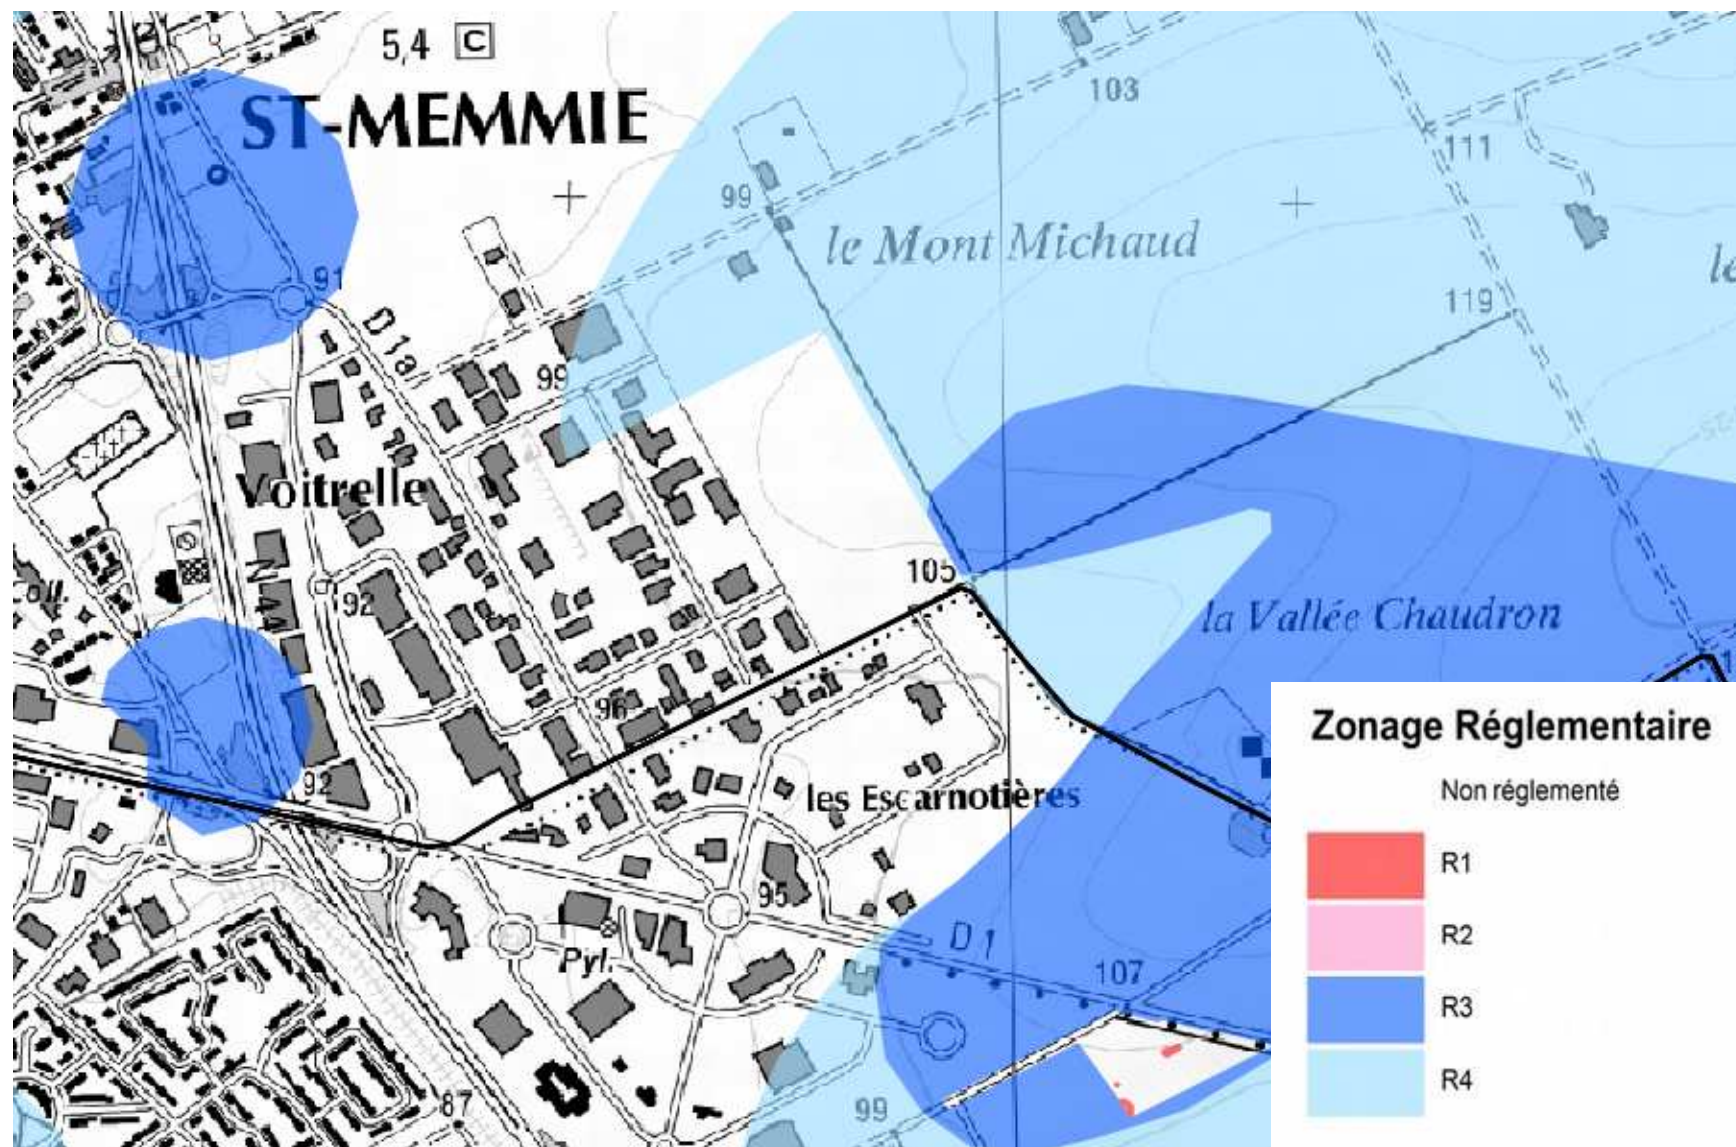 5,4 C
ST-MEMMIE
103
111
99
le Mont Michaud
le
91
119
D 1a
99
Voitrelle
105
N 44
92
la Vallée Chaudron
Coll.
96
92
les Escarnotières
95
D 1
107
Pyl.
99
87
Zonage Réglementaire
Non réglementé
R1
R2
R3
R4